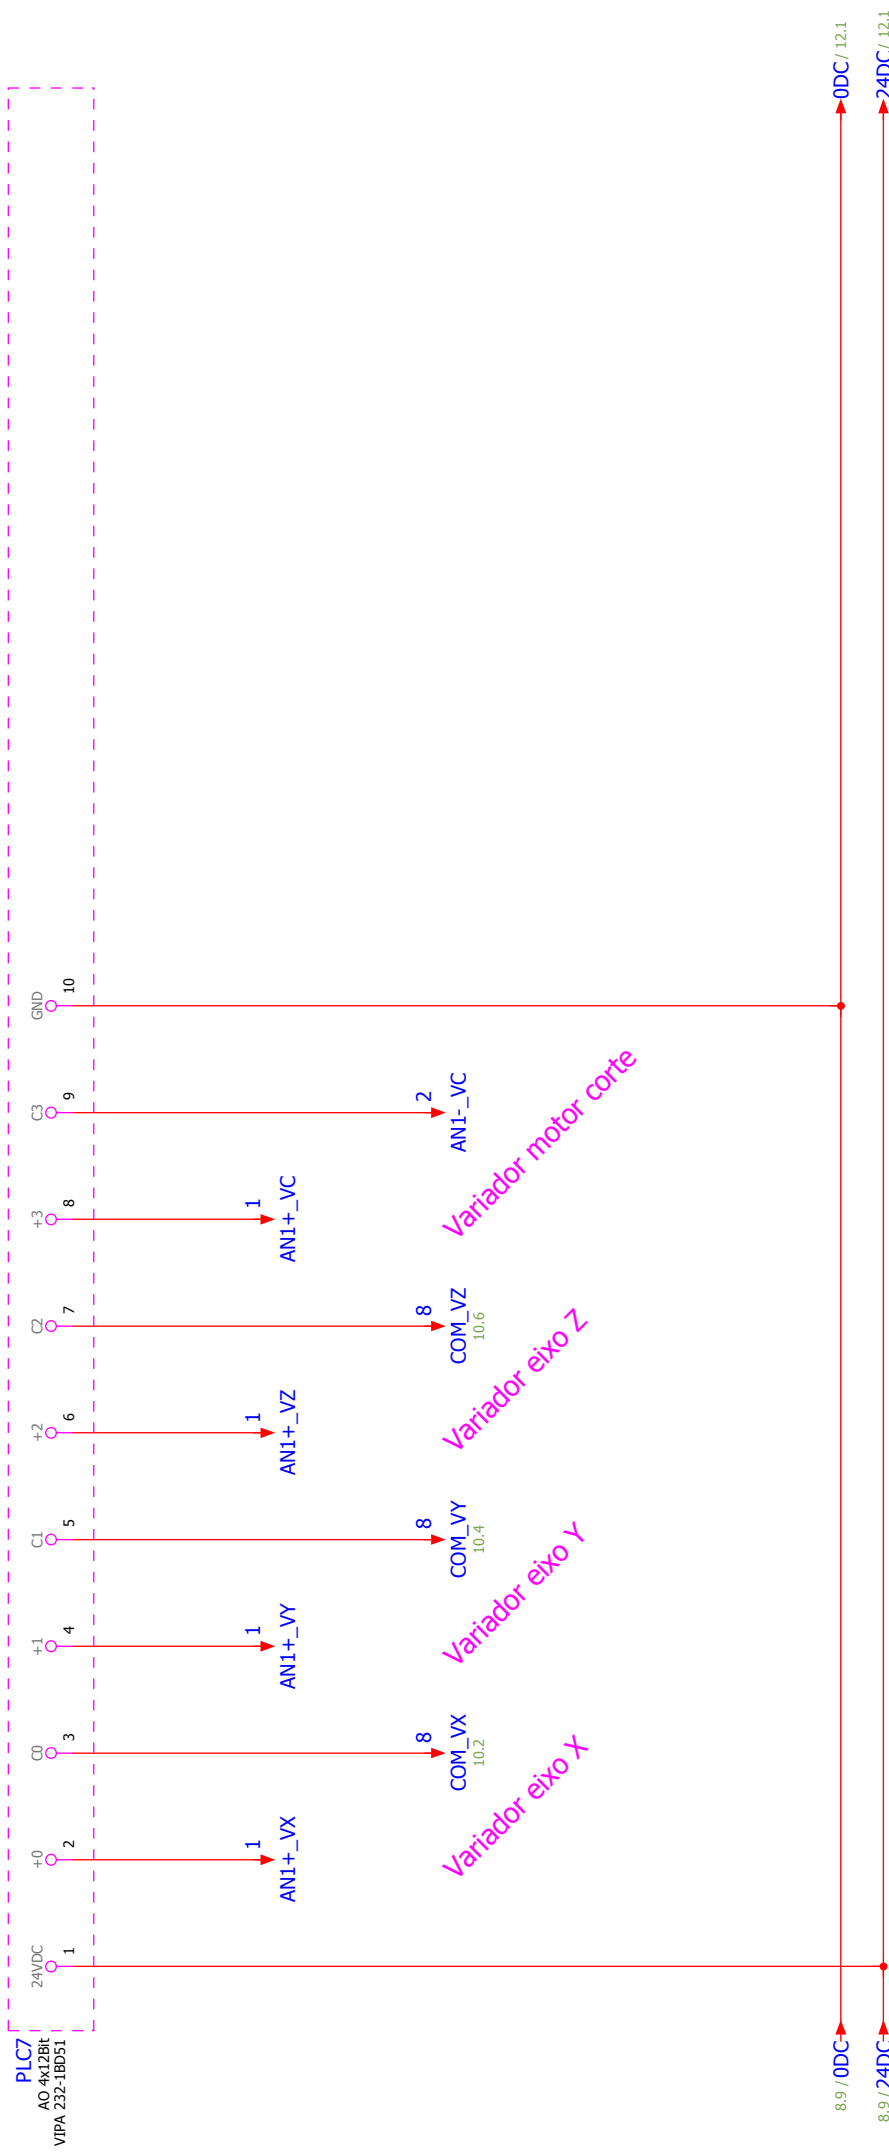 PLC7
AO 4x12Bit
VIPA 232-1BD51
24VDC
1
+0
2
C0
3
+1
4
C1
5
+2
6
C2
7
+3
8
C3
9
GND
10
1
AN1+_VX
8
COM_VX
10.2
Variador eixo X
1
AN1+_VY
8
COM_VY
10.4
Variador eixo Y
1
AN1+_VZ
8
COM_VZ
10.6
Variador eixo Z
1
AN1+_VC
2
AN1-_VC
Variador motor corte
8.9 / 0DC
0DC / 12.1
8.9 / 24DC
24DC / 12.1